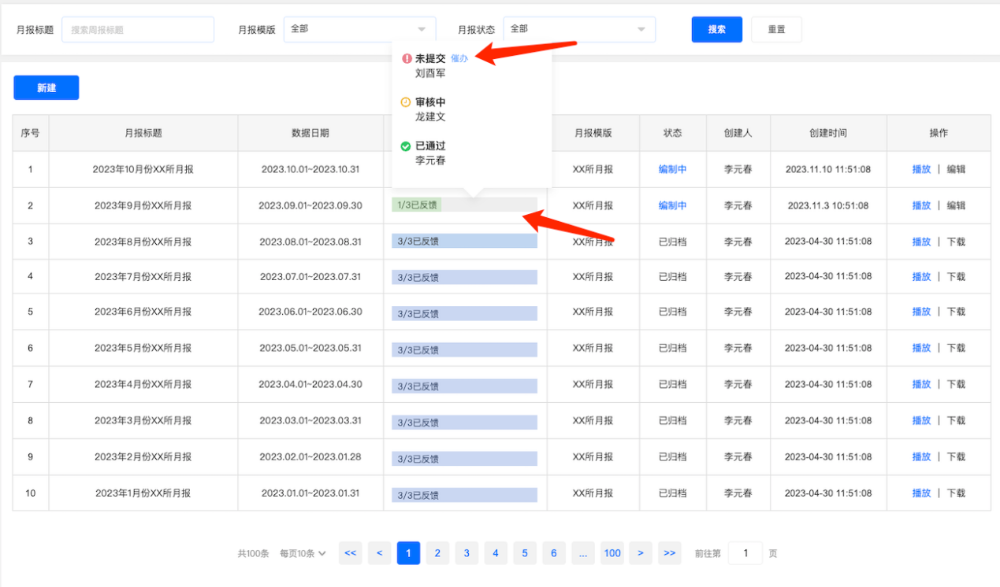 月报标题 搜索周报标题 月报模版 全部 月报状态 全部 搜索 重置
未提交 催办
刘酉军
审核中
龙建文
已通过
李元春
新建
序号 月报标题 数据日期 月报模版 状态 创建人 创建时间 操作
1 2023年10月份XX所月报 2023.10.01~2023.10.31 XX所月报 编制中 李元春 2023.11.10 11:51:08 播放 | 编辑
2 2023年9月份XX所月报 2023.09.01~2023.09.30 1/3已反馈 XX所月报 编制中 李元春 2023.11.3 10:51:08 播放 | 编辑
3 2023年8月份XX所月报 2023.08.01~2023.08.31 3/3已反馈 XX所月报 已归档 李元春 2023-04-30 11:51:08 播放 | 下载
4 2023年7月份XX所月报 2023.07.01~2023.07.31 3/3已反馈 XX所月报 已归档 李元春 2023-04-30 11:51:08 播放 | 下载
5 2023年6月份XX所月报 2023.06.01~2023.06.30 3/3已反馈 XX所月报 已归档 李元春 2023-04-30 11:51:08 播放 | 下载
6 2023年5月份XX所月报 2023.05.01~2023.05.31 3/3已反馈 XX所月报 已归档 李元春 2023-04-30 11:51:08 播放 | 下载
7 2023年4月份XX所月报 2023.04.01~2023.04.30 3/3已反馈 XX所月报 已归档 李元春 2023-04-30 11:51:08 播放 | 下载
8 2023年3月份XX所月报 2023.03.01~2023.03.31 3/3已反馈 XX所月报 已归档 李元春 2023-04-30 11:51:08 播放 | 下载
9 2023年2月份XX所月报 2023.02.01~2023.01.28 3/3已反馈 XX所月报 已归档 李元春 2023-04-30 11:51:08 播放 | 下载
10 2023年1月份XX所月报 2023.01.01~2023.01.31 3/3已反馈 XX所月报 已归档 李元春 2023-04-30 11:51:08 播放 | 下载
共100条 每页10条 << < 1 2 3 4 5 6 ... 100 > >> 前往第 1 页